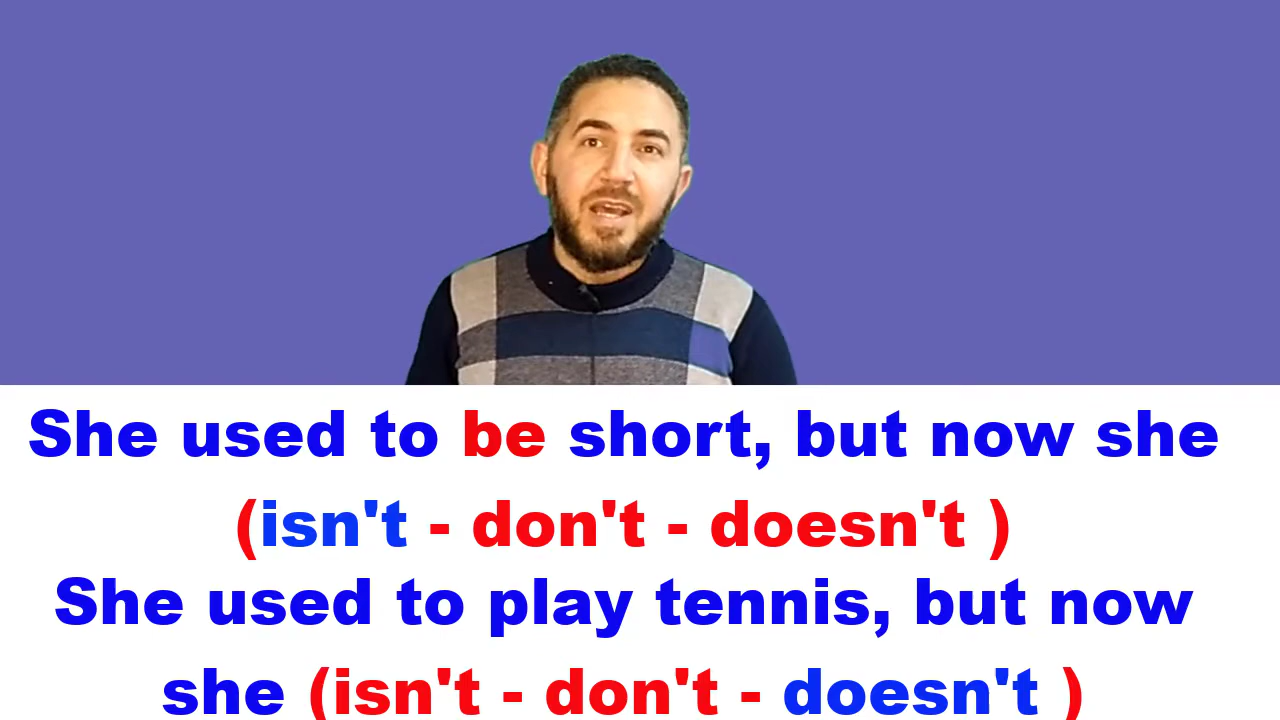 She used to be short, but now she
(isn't - don't - doesn't )
She used to play tennis, but now
she (isn't - don't - doesn't )